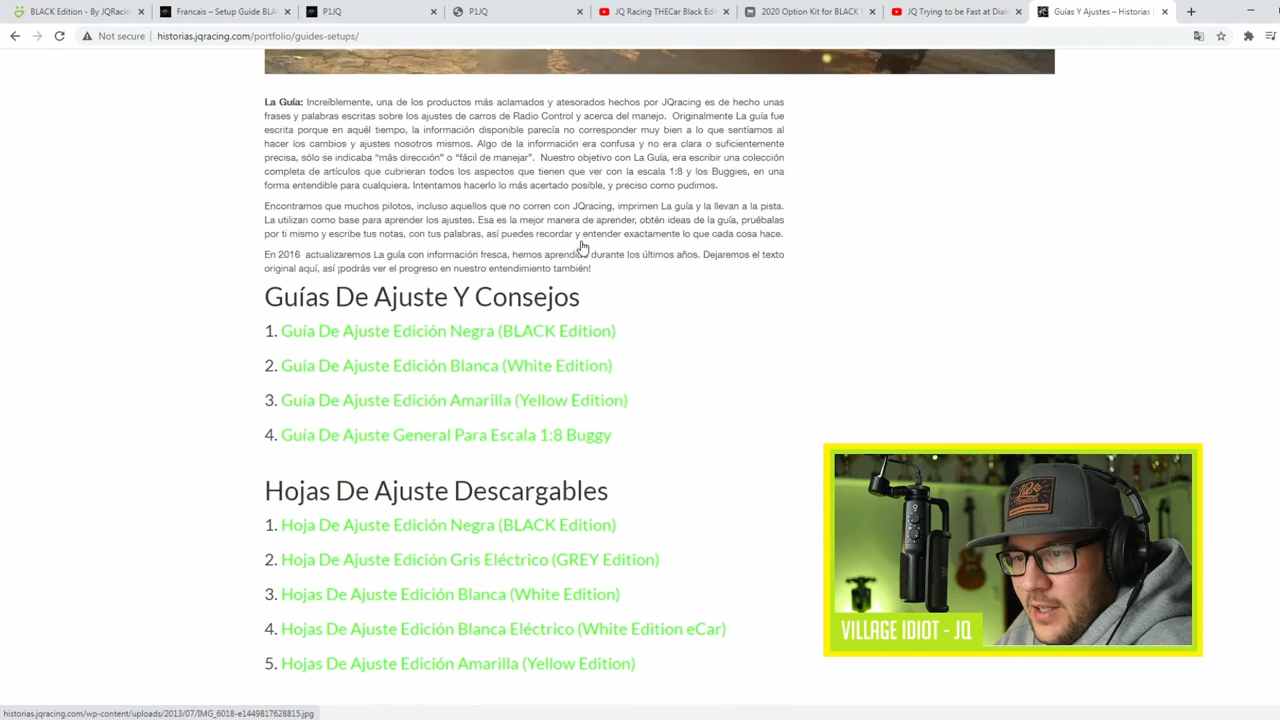 BLACK Edition - By JQRacin
Francais – Setup Guide BLA
P1JQ
P1JQ
JQ Racing THECar Black Edi
2020 Option Kit for BLACK E
JQ Trying to be Fast at Diale
Guías Y Ajustes – Historias
Not secure
historias.jqracing.com/portfolio/guides-setups/
La Guía: Increíblemente, una de los productos más aclamados y atesorados hechos por JQracing es de hecho unas
frases y palabras escritas sobre los ajustes de carros de Radio Control y acerca del manejo. Originalmente La guía fue
escrita porque en aquél tiempo, la información disponible parecía no corresponder muy bien a lo que sentíamos al
hacer los cambios y ajustes nosotros mismos. Algo de la información era confusa y no era clara o suficientemente
precisa, sólo se indicaba “más dirección” o “fácil de manejar”. Nuestro objetivo con La Guía, era escribir una colección
completa de artículos que cubrieran todos los aspectos que tienen que ver con la escala 1:8 y los Buggies, en una
forma entendible para cualquiera. Intentamos hacerlo lo más acertado posible, y preciso como pudimos.
Encontramos que muchos pilotos, incluso aquellos que no corren con JQracing, imprimen La guía y la llevan a la pista.
La utilizan como base para aprender los ajustes. Esa es la mejor manera de aprender, obtén ideas de la guía, pruébalas
por ti mismo y escribe tus notas, con tus palabras, así puedes recordar y entender exactamente lo que cada cosa hace.
En 2016 actualizaremos La guía con información fresca, hemos aprendido durante los últimos años. Dejaremos el texto
original aquí, así ¡podrás ver el progreso en nuestro entendimiento también!
Guías De Ajuste Y Consejos
1. Guía De Ajuste Edición Negra (BLACK Edition)
2. Guía De Ajuste Edición Blanca (White Edition)
3. Guía De Ajuste Edición Amarilla (Yellow Edition)
4. Guía De Ajuste General Para Escala 1:8 Buggy
Hojas De Ajuste Descargables
1. Hoja De Ajuste Edición Negra (BLACK Edition)
2. Hoja De Ajuste Edición Gris Eléctrico (GREY Edition)
3. Hojas De Ajuste Edición Blanca (White Edition)
4. Hojas De Ajuste Edición Blanca Eléctrico (White Edition eCar)
5. Hojas De Ajuste Edición Amarilla (Yellow Edition)
VILLAGE IDIOT - JQ
historias.jqracing.com/wp-content/uploads/2013/07/IMG_6018-e1449817628815.jpg